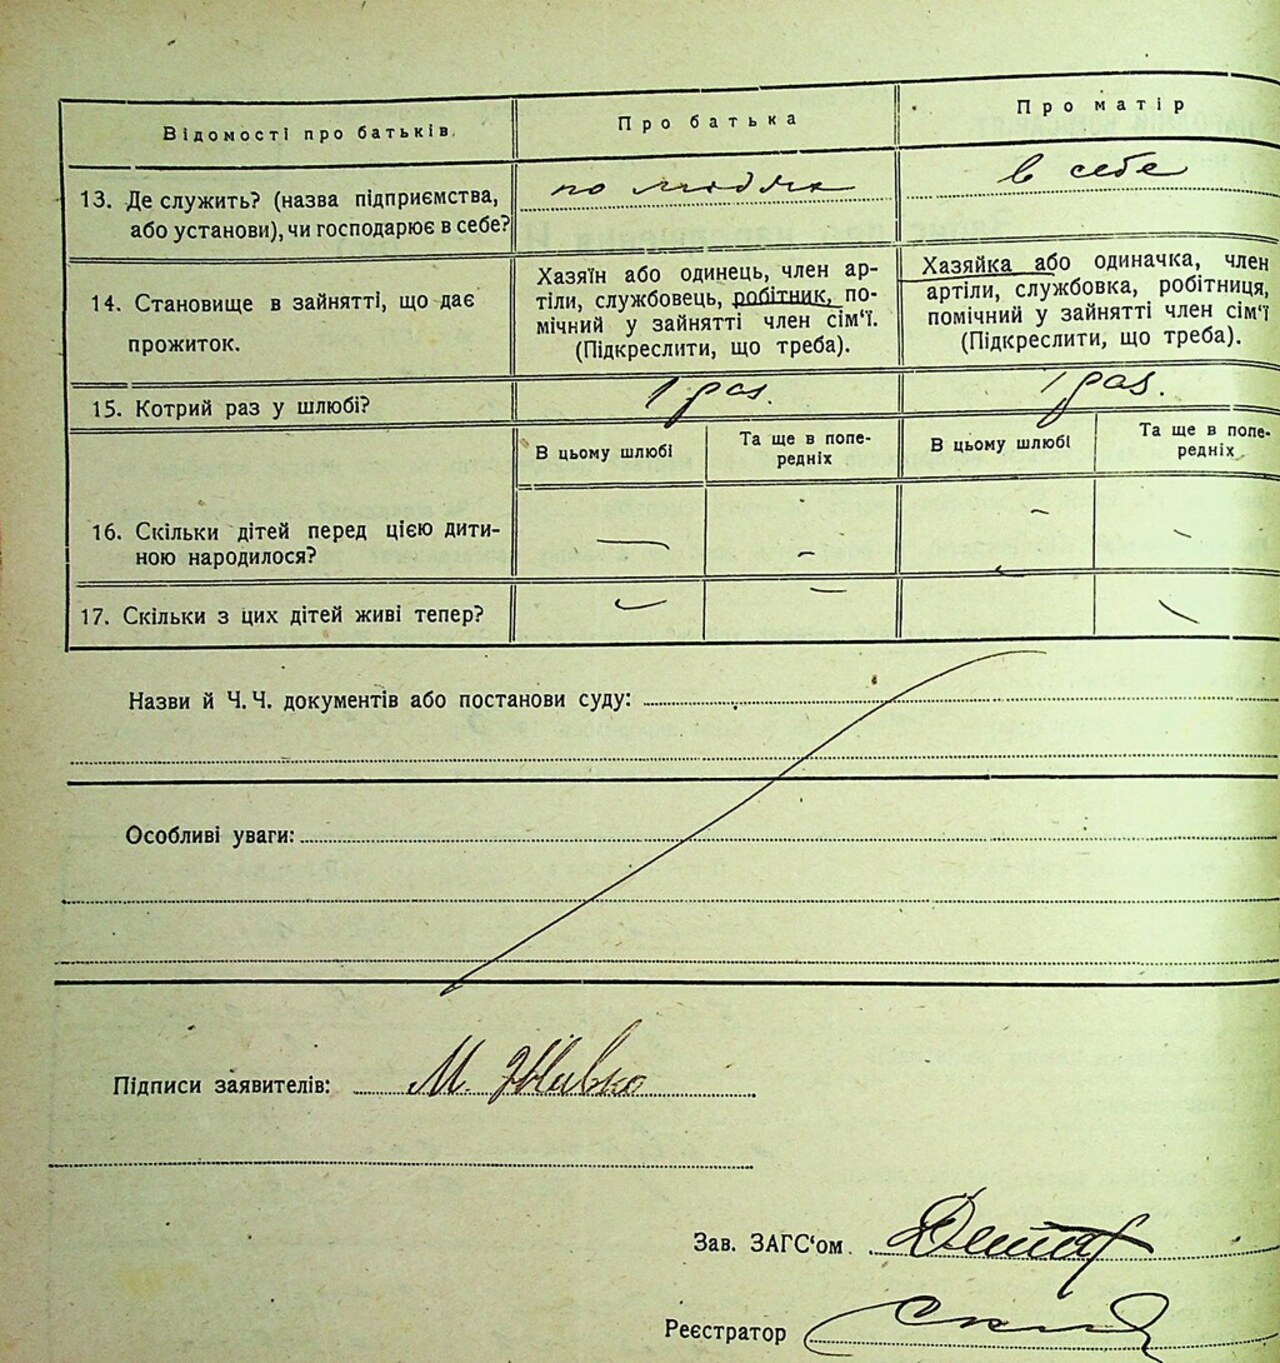 Відомості про батьків.
Про батька
Про матір
13. Де служить? (назва підприємства,
або установи), чи господарює в себе?
по людях
в себе
14. Становище в зайнятті, що дає
прожиток.
Хазяїн або одинець, член ар-
тіли, службовець, робітник, по-
мічний у зайнятті член сім‘ї.
(Підкреслити, що треба).
Хазяйка або одиначка, член
артіли, службовка, робітниця,
помічний у зайнятті член сім‘ї
(Підкреслити, що треба).
15. Котрий раз у шлюбі?
1 раз.
1 раз.
В цьому шлюбі
Та ще в попе-
редніх
В цьому шлюбі
Та ще в попе-
редніх
16. Скільки дітей перед цією дити-
ною народилося?
— – – –
17. Скільки з цих дітей живі тепер?
— – –
Назви й Ч. Ч. документів або постанови суду:
Особливі уваги:
Підписи заявителів: М.
Зав. ЗАГС‘ом
Реєстратор